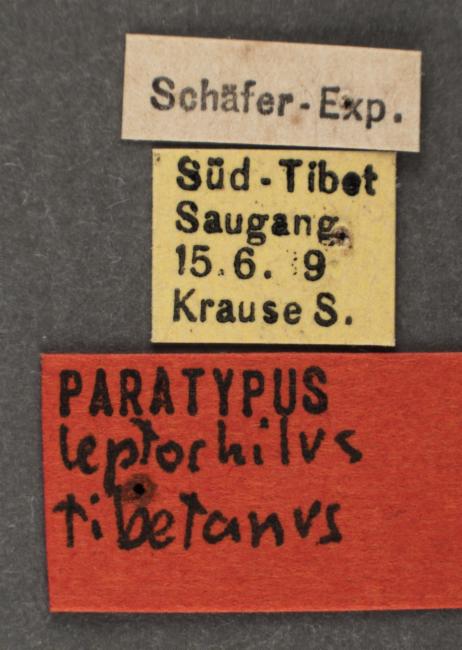 Schäfer-Exp.
Süd-Tibet
Saugang.
15.6. 9
Krause S.
PARATYPUS
leptochilus
tibetanus